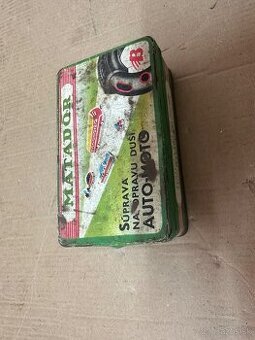 MATADOR
B
SÚPRAVA
NA OPRAVU DUŠÍ
AUTO-MOTO